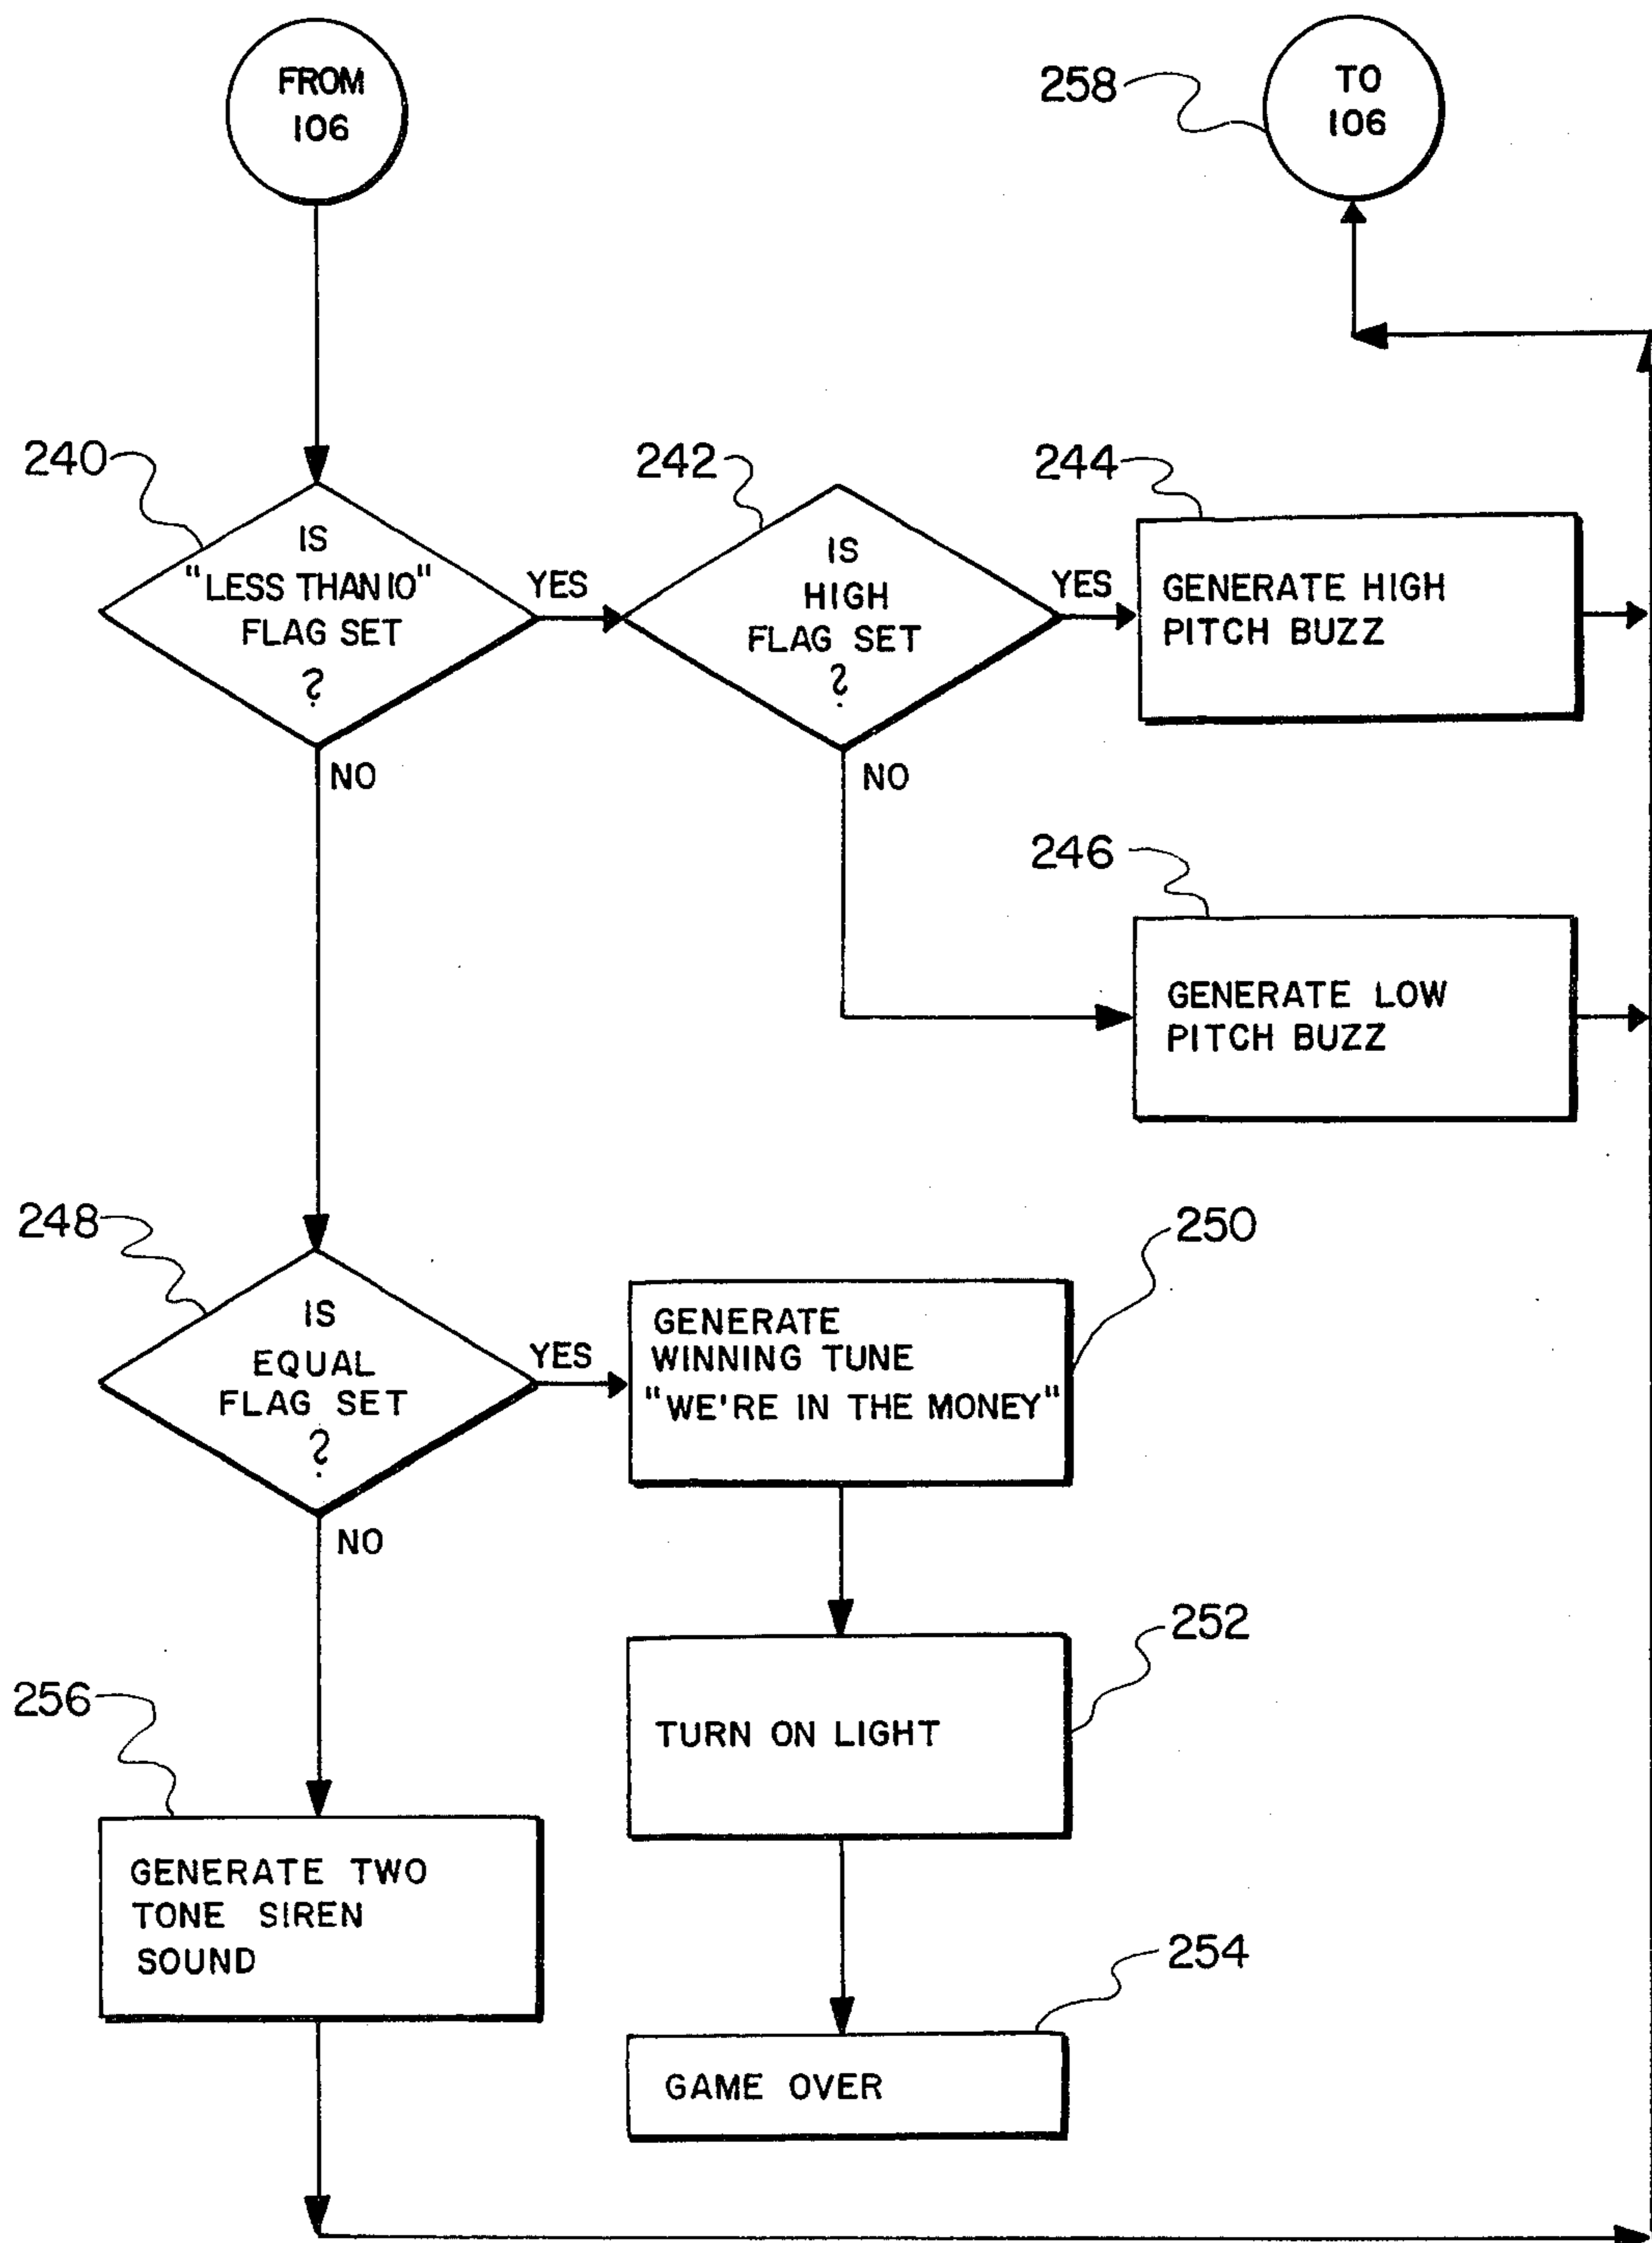 FROM
106
258
TO
106
240
IS
"LESS THAN 10"
FLAG SET
?
YES
NO
242
IS
HIGH
FLAG SET
?
YES
NO
244
GENERATE HIGH
PITCH BUZZ
246
GENERATE LOW
PITCH BUZZ
248
IS
EQUAL
FLAG SET
?
YES
NO
250
GENERATE
WINNING TUNE
"WE'RE IN THE MONEY"
252
TURN ON LIGHT
256
GENERATE TWO
TONE SIREN
SOUND
254
GAME OVER